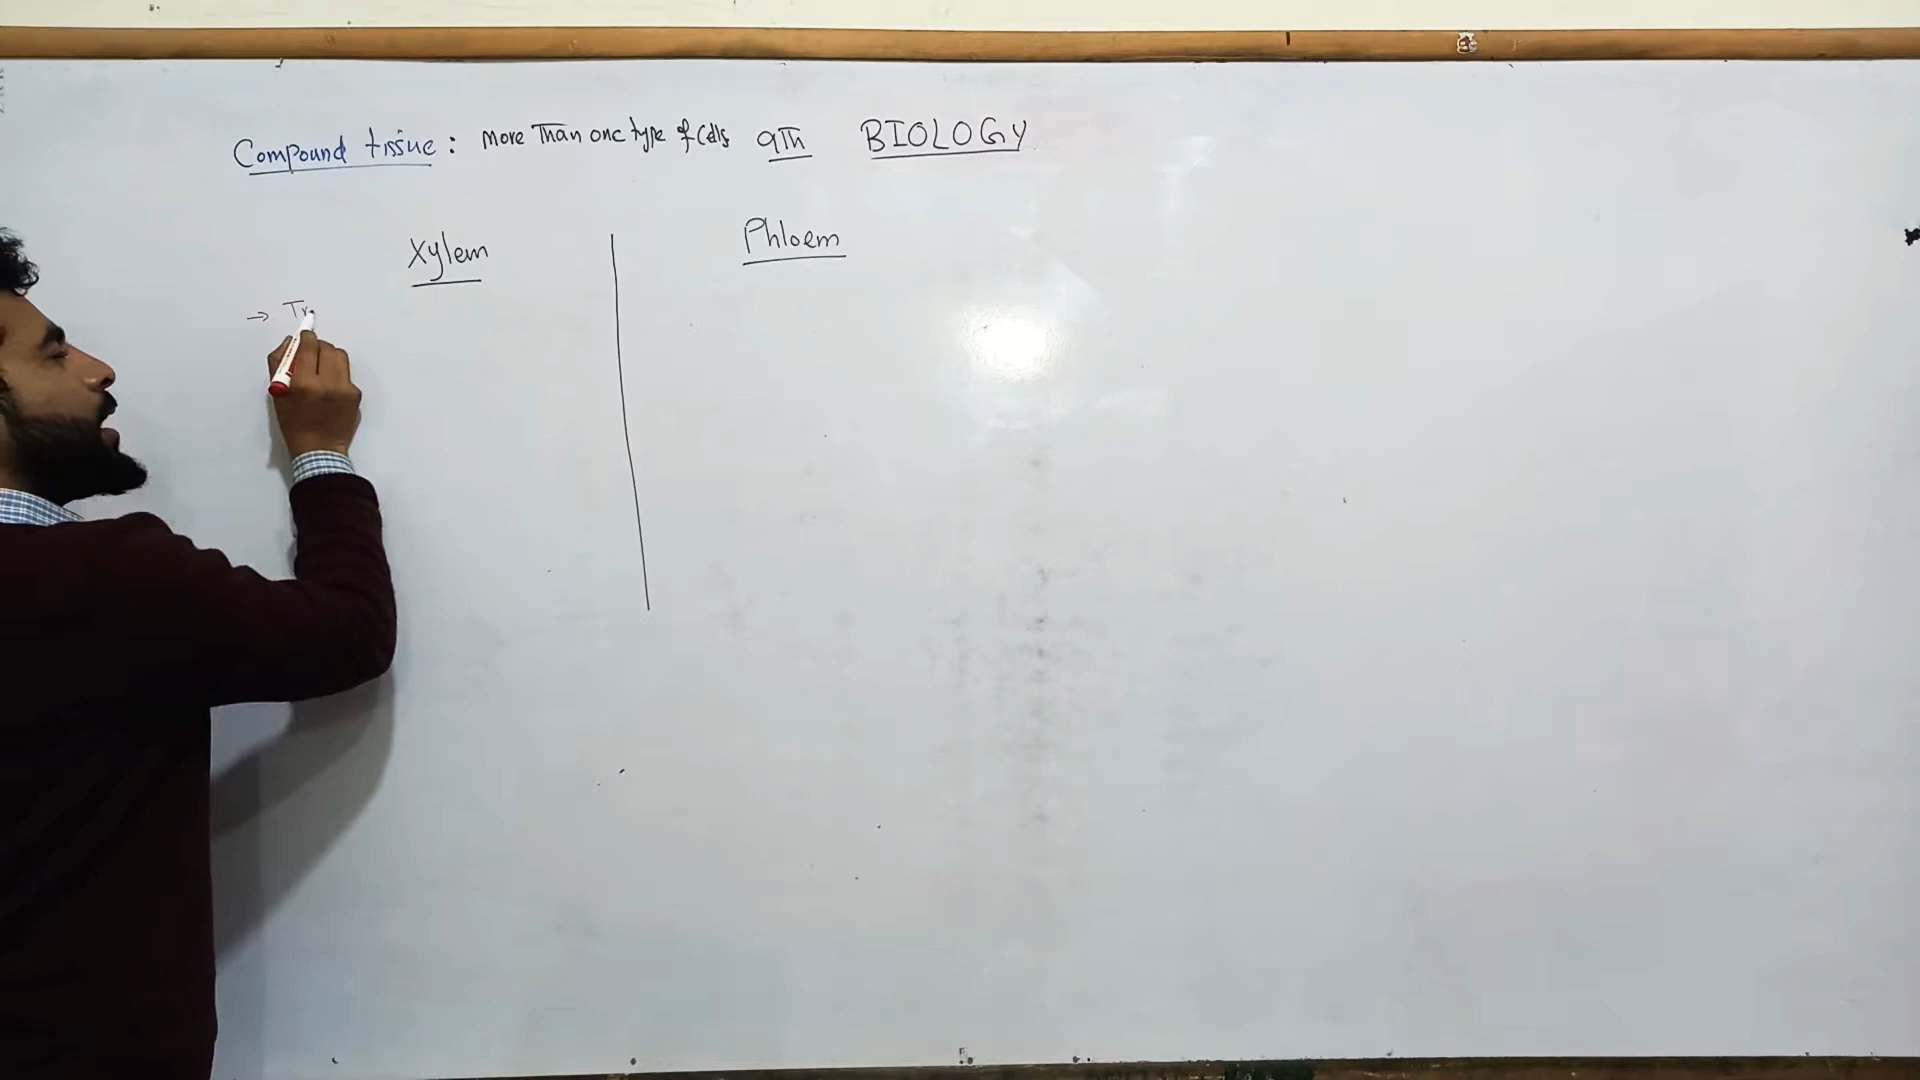 Compound tissue : More Than one type of Cells 9Th BIOLOGY
Xylem
Phloem
→ Tr